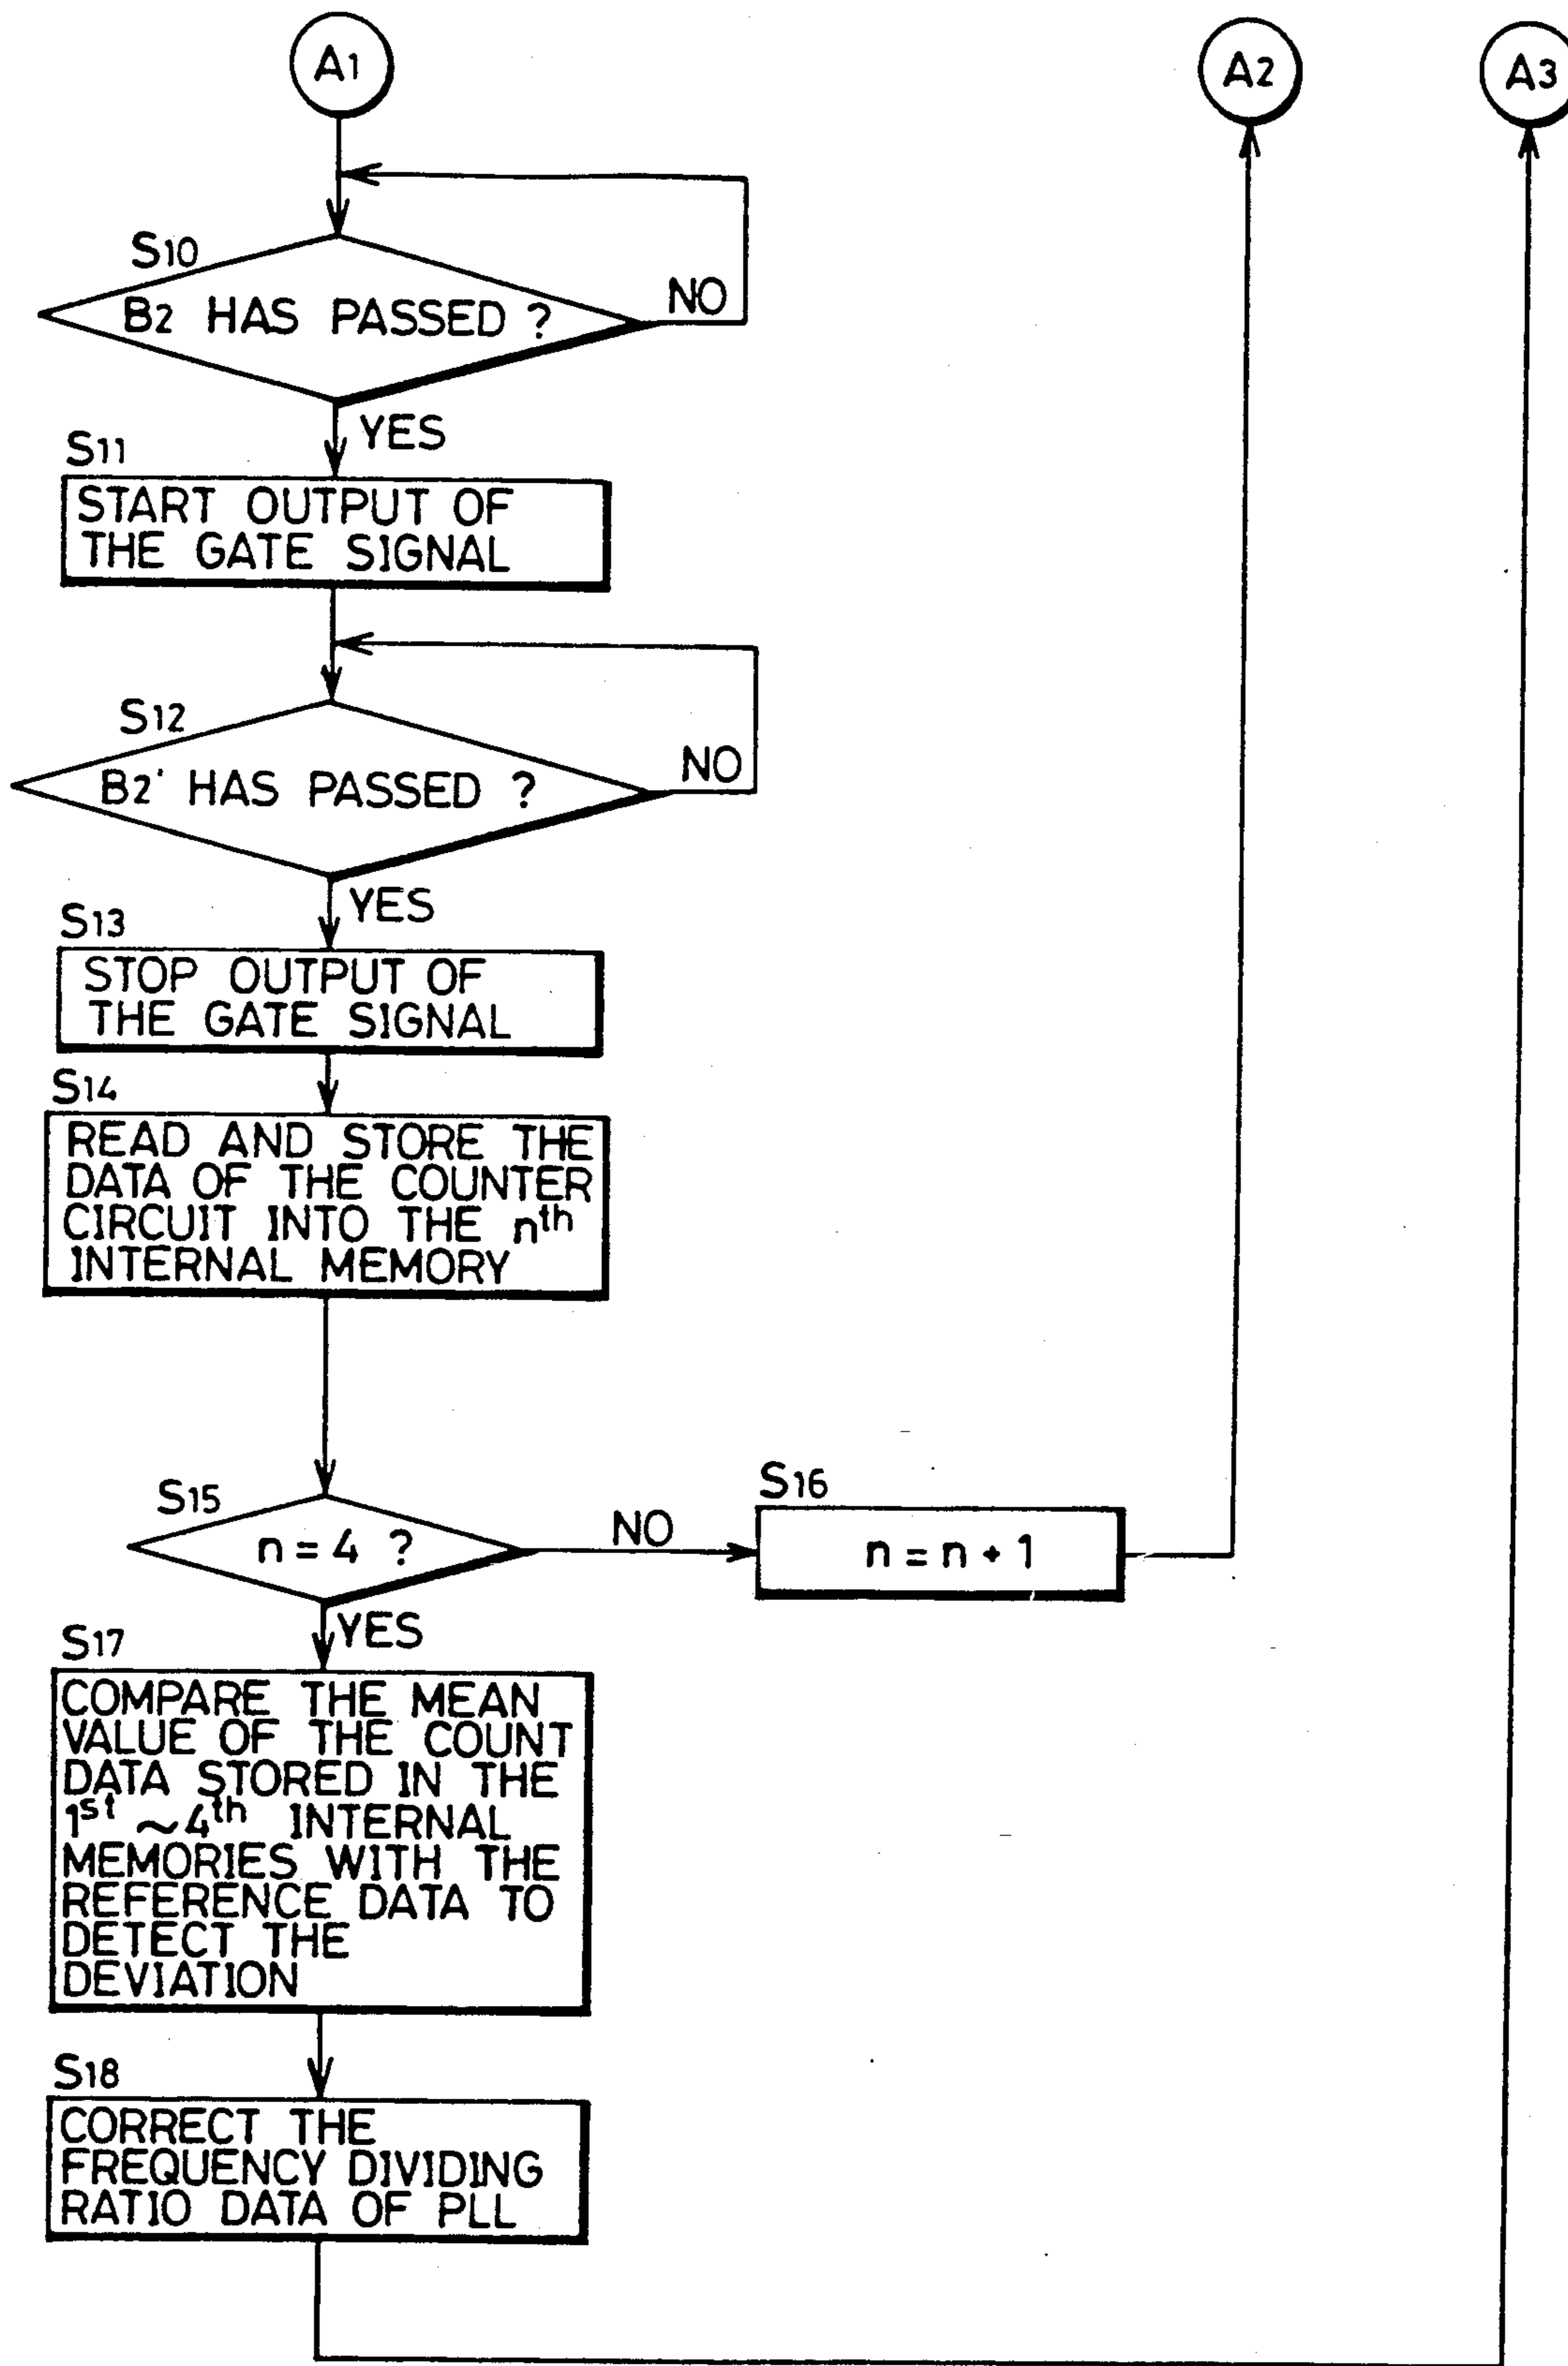 A1
A2
A3
S10
B2 HAS PASSED ?
NO
YES
S11
START OUTPUT OF
THE GATE SIGNAL
S12
B2' HAS PASSED ?
NO
YES
S13
STOP OUTPUT OF
THE GATE SIGNAL
S14
READ AND STORE THE
DATA OF THE COUNTER
CIRCUIT INTO THE nth
INTERNAL MEMORY
S15
n = 4 ?
NO
S16
n = n + 1
YES
S17
COMPARE THE MEAN
VALUE OF THE COUNT
DATA STORED IN THE
1st ~4th INTERNAL
MEMORIES WITH THE
REFERENCE DATA TO
DETECT THE
DEVIATION
S18
CORRECT THE
FREQUENCY DIVIDING
RATIO DATA OF PLL